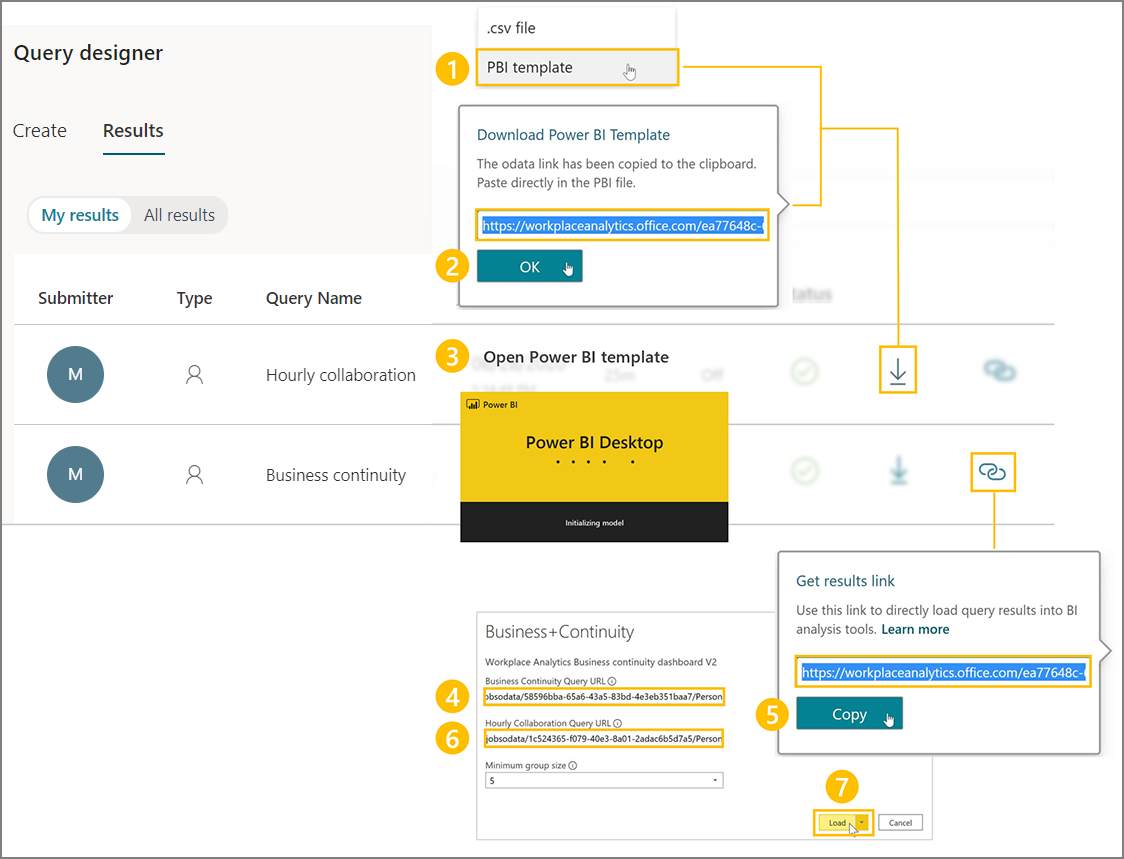 Query designer
Create
Results
My results
All results
Submitter
Type
Query Name
M
Hourly collaboration
M
Business continuity
.csv file
1
PBI template
Download Power BI Template
The odata link has been copied to the clipboard.
Paste directly in the PBI file.
https://workplaceanalytics.office.com/ea77648c-
2
OK
3
Open Power BI template
25m
Off
Power BI
Power BI Desktop
Initializing model
Get results link
Use this link to directly load query results into BI
analysis tools. Learn more
https://workplaceanalytics.office.com/ea77648c-
5
Copy
Business+Continuity
Workplace Analytics Business continuity dashboard V2
Business Continuity Query URL
4
obsodata/58596bba-65a6-43a5-83bd-4e3eb351baa7/Person
Hourly Collaboration Query URL
6
jobsodata/1c524365-f079-40e3-8a01-2adac6b5d7a5/Person
Minimum group size
5
7
Load
Cancel